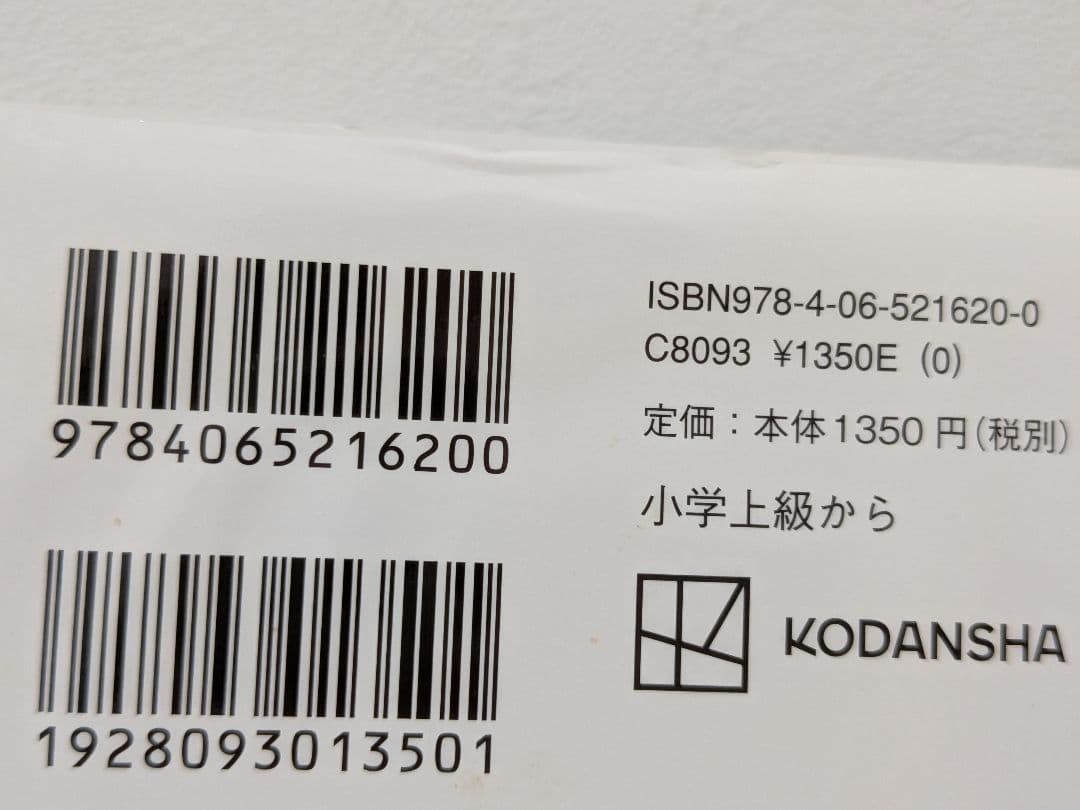 9784065216200
1928093013501
ISBN978-4-06-521620-0
C8093 ¥1350E (0)
定価：本体1350円（税別）
小学上級から
KODANSHA